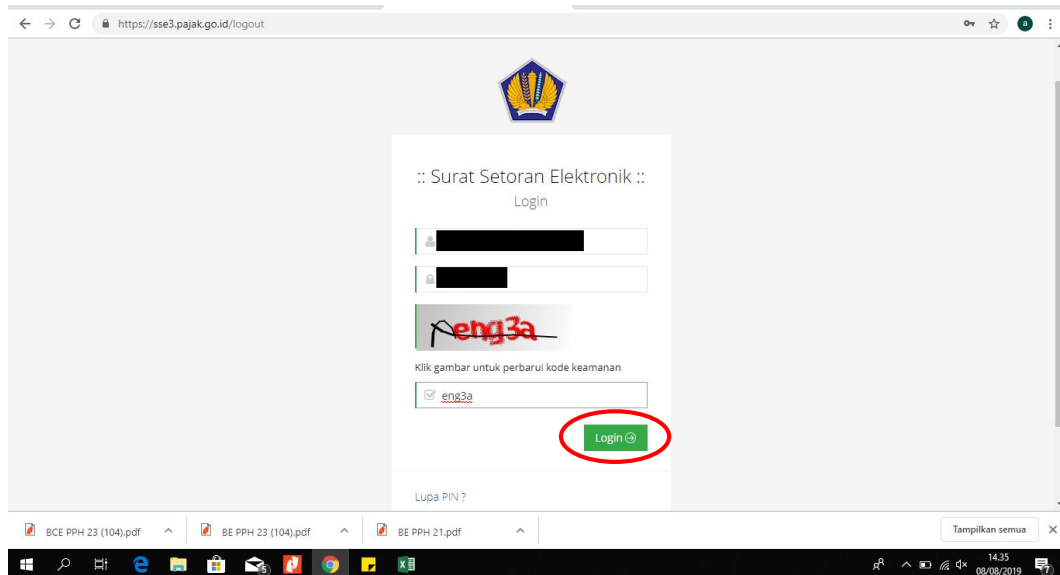 https://sse3.pajak.go.id/logout
a
:: Surat Setoran Elektronik ::
Login
eng3a
Klik gambar untuk perbarui kode keamanan
eng3a
Login
Lupa PIN ?
BCE PPH 23 (104).pdf
BE PPH 23 (104).pdf
BE PPH 21.pdf
Tampilkan semua
5
14.35
08/08/2019
7